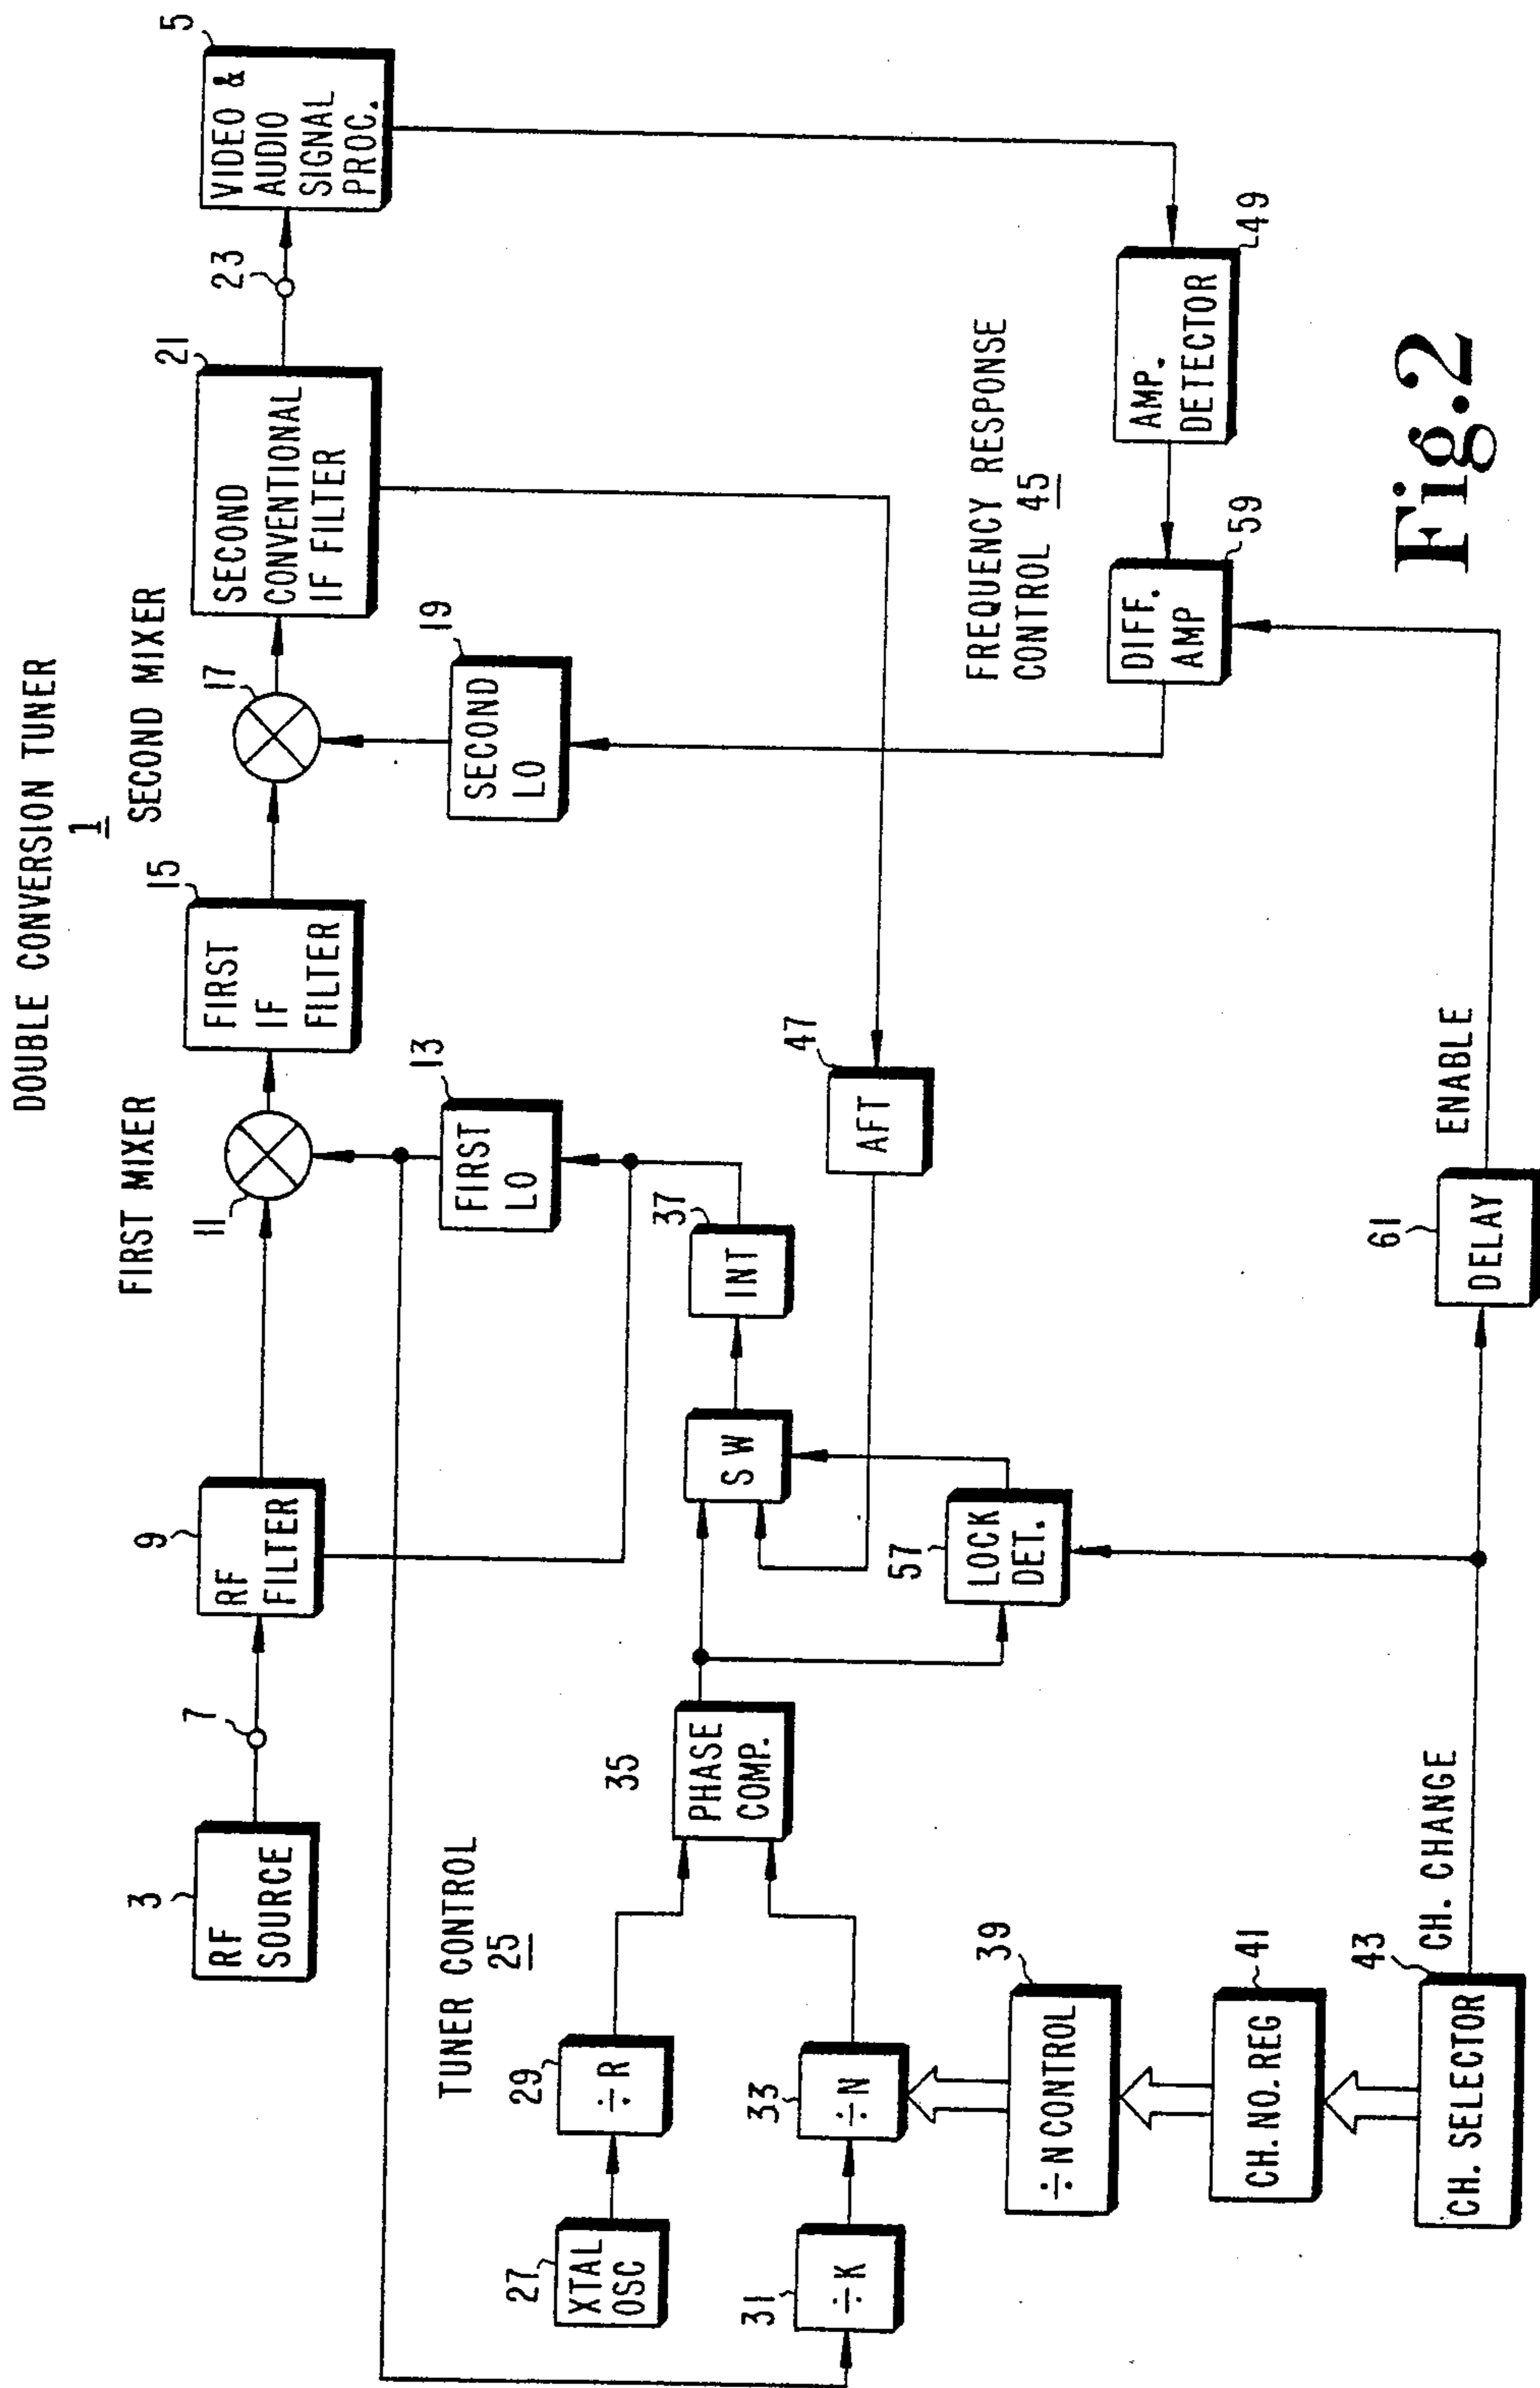 DOUBLE CONVERSION TUNER
1
FIRST MIXER
SECOND MIXER
3
RF
SOURCE
7
9
RF
FILTER
11
15
FIRST
IF
FILTER
17
21
SECOND
CONVENTIONAL
IF FILTER
23
5
VIDEO &
AUDIO
SIGNAL
PROC.
13
FIRST
LO
19
SECOND
LO
TUNER CONTROL
25
27
XTAL
OSC
29
÷R
31
÷K
33
÷N
35
PHASE
COMP.
SW
37
INT
47
AFT
57
LOCK
DET.
FREQUENCY RESPONSE
CONTROL 45
59
DIFF.
AMP
49
AMP.
DETECTOR
39
÷N CONTROL
41
CH. NO. REG
43
CH. SELECTOR
CH. CHANGE
61
DELAY
ENABLE
Fig.2